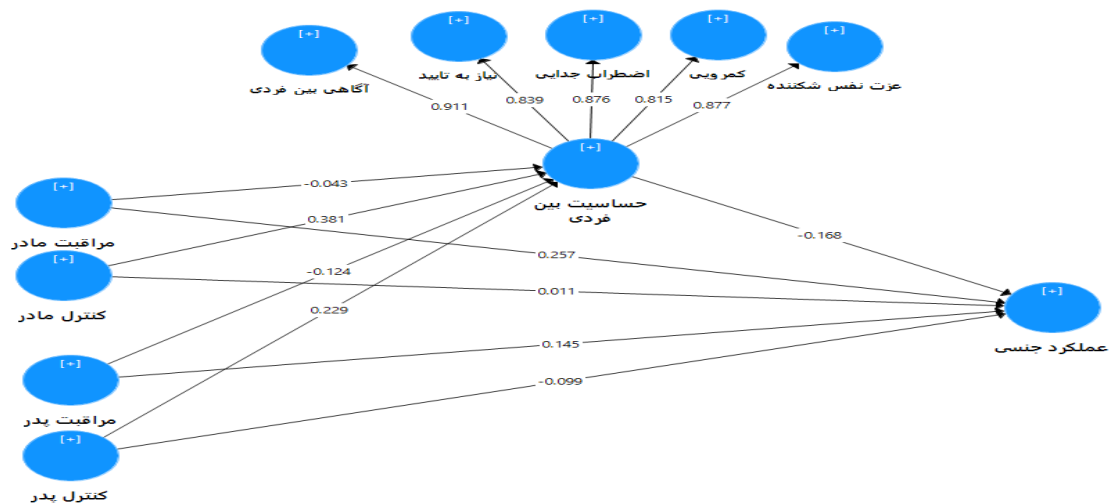 [+]
[+]
[+]
[+]
[+]
آگاهی بین فردی
نیاز به تایید
اضطراب جدایی
کمرویی
عزت نفس شکننده
0.911
0.839
0.876
0.815
0.877
[+]
حساسیت بین
فردی
[+]
مراقبت مادر
-0.043
0.381
-0.168
0.257
[+]
کنترل مادر
-0.124
0.229
0.011
[+]
عملکرد جنسی
[+]
مراقبت پدر
0.145
-0.099
[+]
کنترل پدر